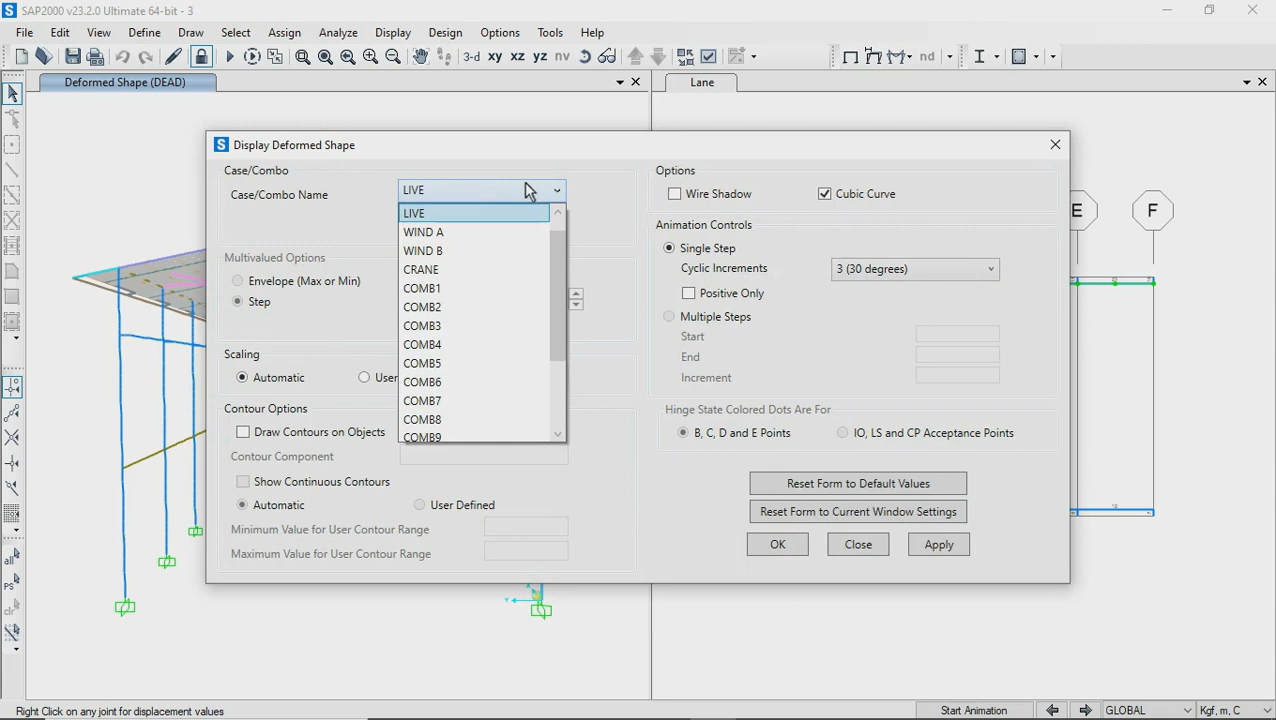 S SAP2000 v23.2.0 Ultimate 64-bit - 3
File Edit View Define Draw Select Assign Analyze Display Design Options Tools Help
3-d xy xz yz nv nd
Deformed Shape (DEAD)
Lane
S Display Deformed Shape
Case/Combo
Case/Combo Name
LIVE
LIVE
WIND A
WIND B
CRANE
COMB1
COMB2
COMB3
COMB4
COMB5
COMB6
COMB7
COMB8
COMB9
Multivalued Options
Envelope (Max or Min)
Step
Scaling
Automatic
User
Contour Options
Draw Contours on Objects
Contour Component
Show Continuous Contours
Automatic
User Defined
Minimum Value for User Contour Range
Maximum Value for User Contour Range
Options
Wire Shadow
Cubic Curve
Animation Controls
Single Step
Cyclic Increments
3 (30 degrees)
Positive Only
Multiple Steps
Start
End
Increment
Hinge State Colored Dots Are For
B, C, D and E Points
IO, LS and CP Acceptance Points
Reset Form to Default Values
Reset Form to Current Window Settings
OK
Close
Apply
E
F
all
PS
clr
Right Click on any joint for displacement values
Start Animation
GLOBAL
Kgf, m, C